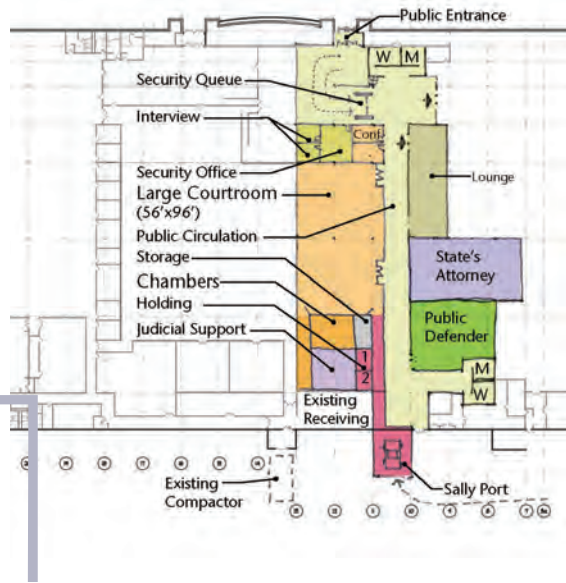 Public Entrance
W M
Security Queue
Interview
Conf.
Security Office
Large Courtroom
(56'x96')
Lounge
Public Circulation
Storage
State's
Attorney
Chambers
Holding
Public
Defender
Judicial Support
1
2
M
W
Existing
Receiving
Existing
Compactor
Sally Port